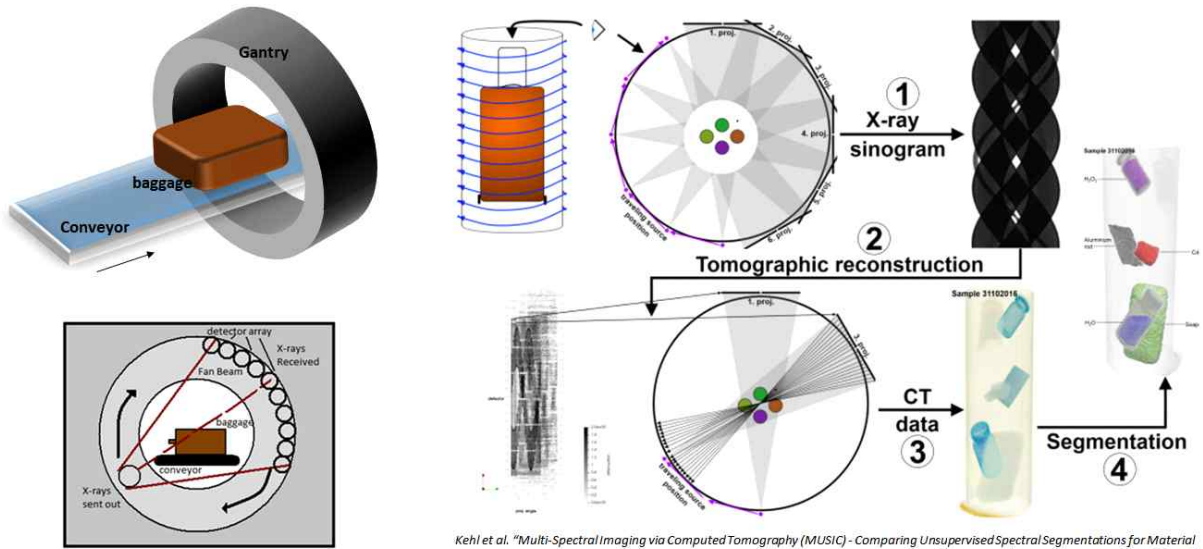 Gantry
baggage
Conveyor
detector array
X-rays
Received
Fan Beam
baggage
conveyor
X-rays
sent out
1. proj.
2. proj.
3. proj.
4. proj.
5. proj.
6. proj.
traveling source
position
1
X-ray
sinogram
2
Tomographic reconstruction
1. proj.
3. proj.
detector
proj. angle
traveling source
position
CT
data
3
Sample 31102016
Segmentation
4
Sample 31102016
H₂O₂
Aluminium
rod
H₂O
Soap
Kehl et al. "Multi-Spectral Imaging via Computed Tomography (MUSIC) - Comparing Unsupervised Spectral Segmentations for Material